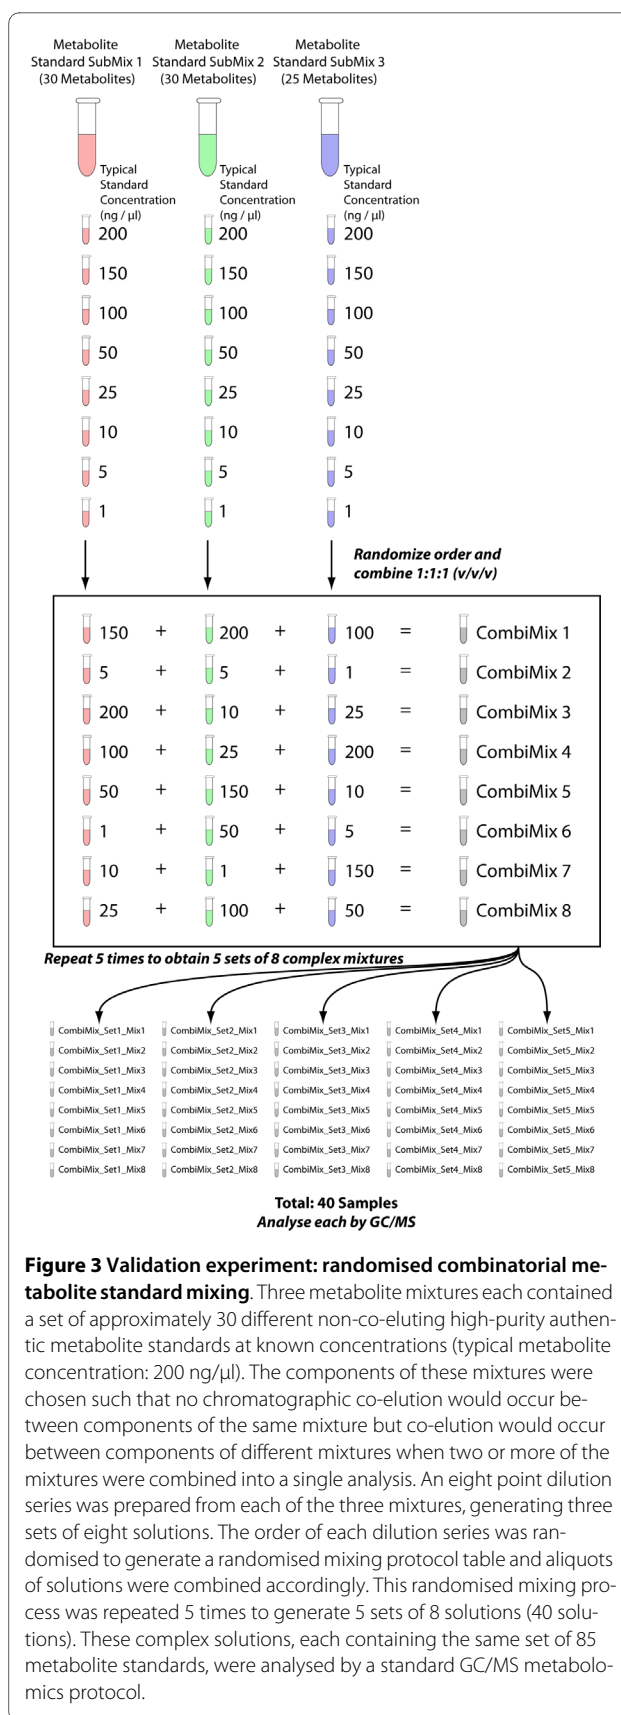 Metabolite Standard SubMix 1 (30 Metabolites)
Metabolite Standard SubMix 2 (30 Metabolites)
Metabolite Standard SubMix 3 (25 Metabolites)
Typical Standard Concentration (ng / µl)
Typical Standard Concentration (ng / µl)
Typical Standard Concentration (ng / µl)
200 200 200
150 150 150
100 100 100
50 50 50
25 25 25
10 10 10
5 5 5
1 1 1
Randomize order and
combine 1:1:1 (v/v/v)
150 + 200 + 100 = CombiMix 1
5 + 5 + 1 = CombiMix 2
200 + 10 + 25 = CombiMix 3
100 + 25 + 200 = CombiMix 4
50 + 150 + 10 = CombiMix 5
1 + 50 + 5 = CombiMix 6
10 + 1 + 150 = CombiMix 7
25 + 100 + 50 = CombiMix 8
Repeat 5 times to obtain 5 sets of 8 complex mixtures
CombiMix_Set1_Mix1 CombiMix_Set2_Mix1 CombiMix_Set3_Mix1 CombiMix_Set4_Mix1 CombiMix_Set5_Mix1
CombiMix_Set1_Mix2 CombiMix_Set2_Mix2 CombiMix_Set3_Mix2 CombiMix_Set4_Mix2 CombiMix_Set5_Mix2
CombiMix_Set1_Mix3 CombiMix_Set2_Mix3 CombiMix_Set3_Mix3 CombiMix_Set4_Mix3 CombiMix_Set5_Mix3
CombiMix_Set1_Mix4 CombiMix_Set2_Mix4 CombiMix_Set3_Mix4 CombiMix_Set4_Mix4 CombiMix_Set5_Mix4
CombiMix_Set1_Mix5 CombiMix_Set2_Mix5 CombiMix_Set3_Mix5 CombiMix_Set4_Mix5 CombiMix_Set5_Mix5
CombiMix_Set1_Mix6 CombiMix_Set2_Mix6 CombiMix_Set3_Mix6 CombiMix_Set4_Mix6 CombiMix_Set5_Mix6
CombiMix_Set1_Mix7 CombiMix_Set2_Mix7 CombiMix_Set3_Mix7 CombiMix_Set4_Mix7 CombiMix_Set5_Mix7
CombiMix_Set1_Mix8 CombiMix_Set2_Mix8 CombiMix_Set3_Mix8 CombiMix_Set4_Mix8 CombiMix_Set5_Mix8
Total: 40 Samples
Analyse each by GC/MS
Figure 3 Validation experiment: randomised combinatorial me-
tabolite standard mixing. Three metabolite mixtures each contained
a set of approximately 30 different non-co-eluting high-purity authen-
tic metabolite standards at known concentrations (typical metabolite
concentration: 200 ng/µl). The components of these mixtures were
chosen such that no chromatographic co-elution would occur be-
tween components of the same mixture but co-elution would occur
between components of different mixtures when two or more of the
mixtures were combined into a single analysis. An eight point dilution
series was prepared from each of the three mixtures, generating three
sets of eight solutions. The order of each dilution series was ran-
domised to generate a randomised mixing protocol table and aliquots
of solutions were combined accordingly. This randomised mixing pro-
cess was repeated 5 times to generate 5 sets of 8 solutions (40 solu-
tions). These complex solutions, each containing the same set of 85
metabolite standards, were analysed by a standard GC/MS metabolo-
mics protocol.